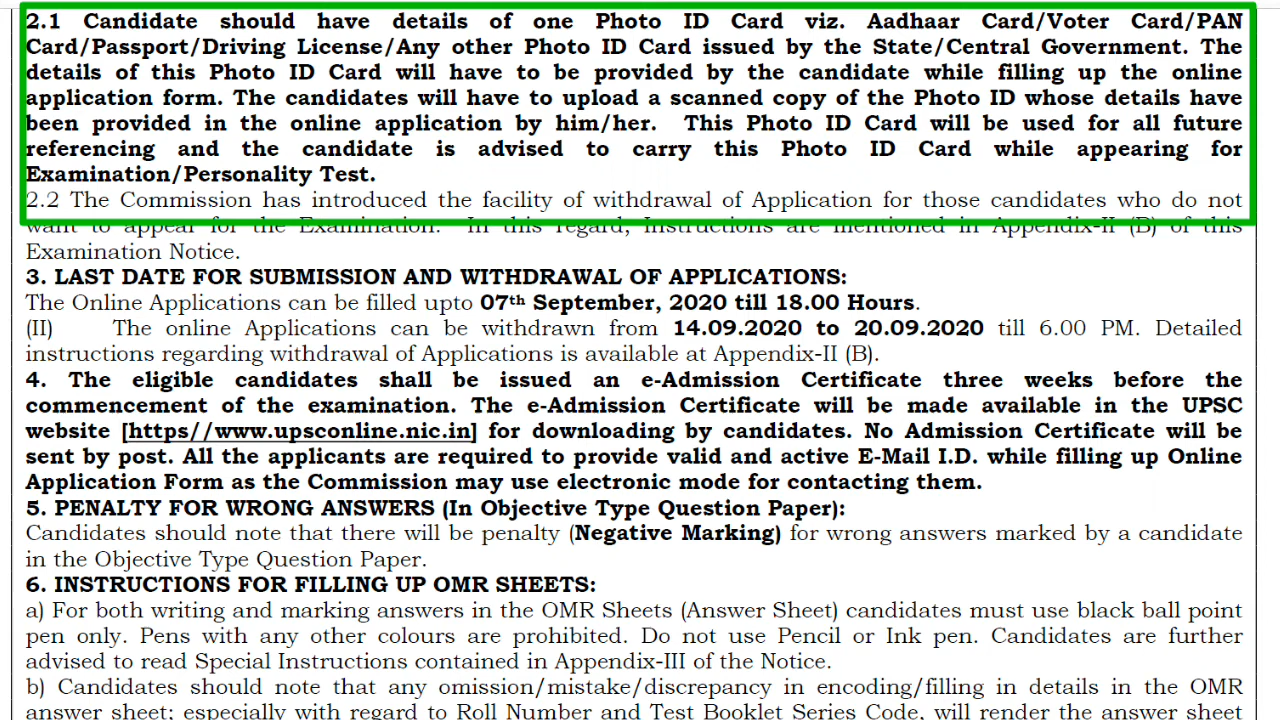 2.1 Candidate should have details of one Photo ID Card viz. Aadhaar Card/Voter Card/PAN
Card/Passport/Driving License/Any other Photo ID Card issued by the State/Central Government. The
details of this Photo ID Card will have to be provided by the candidate while filling up the online
application form. The candidates will have to upload a scanned copy of the Photo ID whose details have
been provided in the online application by him/her. This Photo ID Card will be used for all future
referencing and the candidate is advised to carry this Photo ID Card while appearing for
Examination/Personality Test.
2.2 The Commission has introduced the facility of withdrawal of Application for those candidates who do not
want to appear for the Examination. In this regard, Instructions are mentioned in Appendix-II (B) of this
Examination Notice.
3. LAST DATE FOR SUBMISSION AND WITHDRAWAL OF APPLICATIONS:
The Online Applications can be filled upto 07th September, 2020 till 18.00 Hours.
(II) The online Applications can be withdrawn from 14.09.2020 to 20.09.2020 till 6.00 PM. Detailed
instructions regarding withdrawal of Applications is available at Appendix-II (B).
4. The eligible candidates shall be issued an e-Admission Certificate three weeks before the
commencement of the examination. The e-Admission Certificate will be made available in the UPSC
website [https//www.upsconline.nic.in] for downloading by candidates. No Admission Certificate will be
sent by post. All the applicants are required to provide valid and active E-Mail I.D. while filling up Online
Application Form as the Commission may use electronic mode for contacting them.
5. PENALTY FOR WRONG ANSWERS (In Objective Type Question Paper):
Candidates should note that there will be penalty (Negative Marking) for wrong answers marked by a candidate
in the Objective Type Question Paper.
6. INSTRUCTIONS FOR FILLING UP OMR SHEETS:
a) For both writing and marking answers in the OMR Sheets (Answer Sheet) candidates must use black ball point
pen only. Pens with any other colours are prohibited. Do not use Pencil or Ink pen. Candidates are further
advised to read Special Instructions contained in Appendix-III of the Notice.
b) Candidates should note that any omission/mistake/discrepancy in encoding/filling in details in the OMR
answer sheet; especially with regard to Roll Number and Test Booklet Series Code, will render the answer sheet